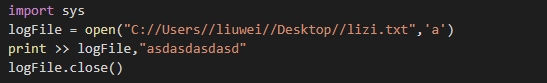 import sys
logFile = open("C://Users//liuwei//Desktop//lizi.txt",'a')
print >> logFile,"asdasdasdasd"
logFile.close()